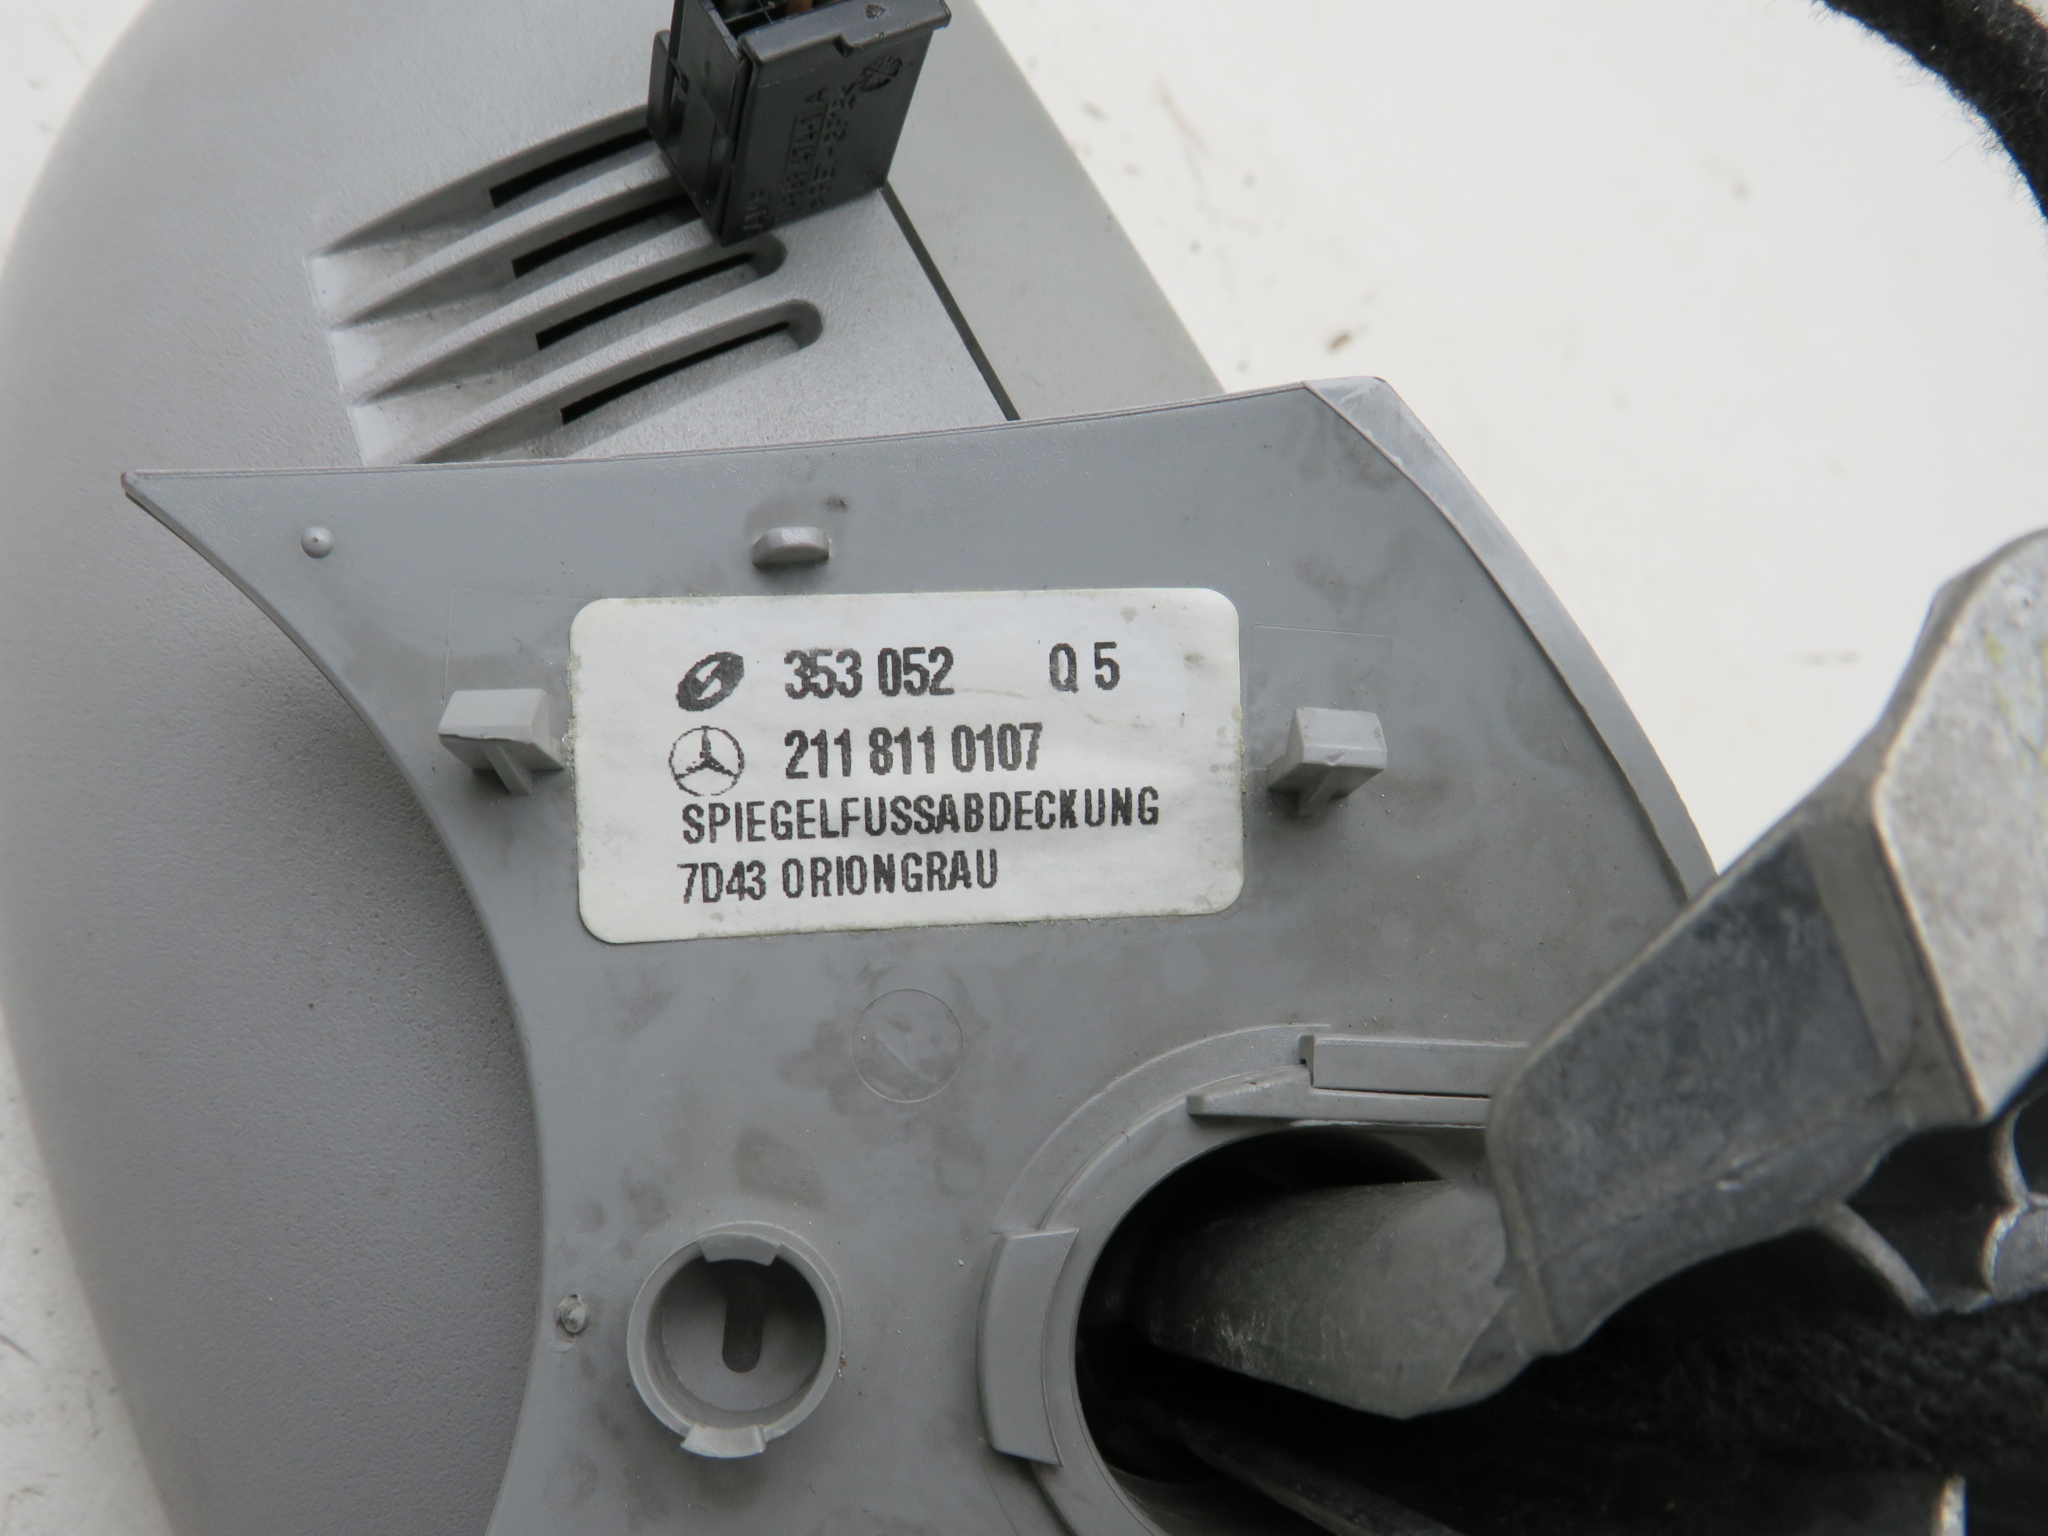 353 052 Q 5
211 811 0107
SPIEGELFUSSABDECKUNG
7D43 ORIONGRAU